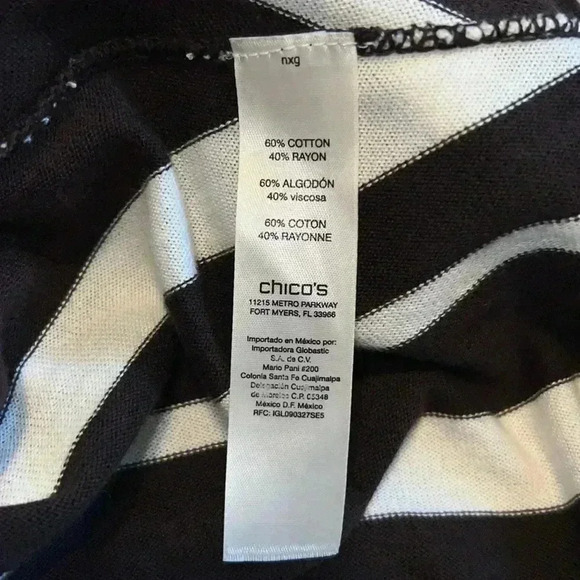 nxg
60% COTTON
40% RAYON
60% ALGODÓN
40% viscosa
60% COTON
40% RAYONNE
chico's
11215 METRO PARKWAY
FORT MYERS, FL 33966
Importado en México por:
Importadora Globastic
S.A. de C.V.
Mario Pani #200
Colonia Santa Fe Cuajimalpa
Delegación Cuajimalpa
de Morelos C.P. 05348
México D.F. México
RFC: IGL090327SE5